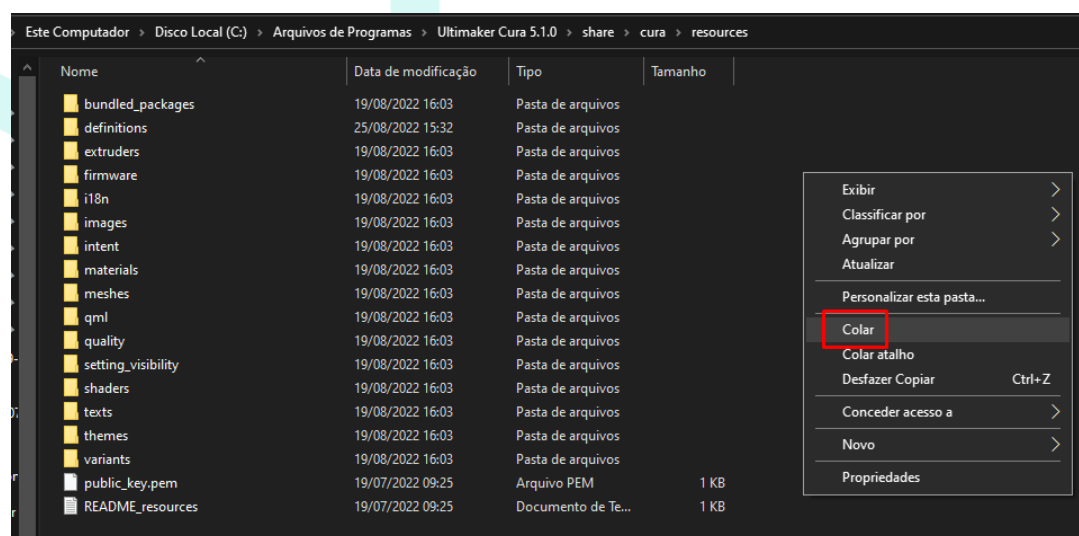 Este Computador > Disco Local (C:) > Arquivos de Programas > Ultimaker Cura 5.1.0 > share > cura > resources
Nome Data de modificação Tipo Tamanho
bundled_packages 19/08/2022 16:03 Pasta de arquivos
definitions 25/08/2022 15:32 Pasta de arquivos
extruders 19/08/2022 16:03 Pasta de arquivos
firmware 19/08/2022 16:03 Pasta de arquivos
i18n 19/08/2022 16:03 Pasta de arquivos
images 19/08/2022 16:03 Pasta de arquivos
intent 19/08/2022 16:03 Pasta de arquivos
materials 19/08/2022 16:03 Pasta de arquivos
meshes 19/08/2022 16:03 Pasta de arquivos
qml 19/08/2022 16:03 Pasta de arquivos
quality 19/08/2022 16:03 Pasta de arquivos
setting_visibility 19/08/2022 16:03 Pasta de arquivos
shaders 19/08/2022 16:03 Pasta de arquivos
texts 19/08/2022 16:03 Pasta de arquivos
themes 19/08/2022 16:03 Pasta de arquivos
variants 19/08/2022 16:03 Pasta de arquivos
public_key.pem 19/07/2022 09:25 Arquivo PEM 1 KB
README_resources 19/07/2022 09:25 Documento de Te... 1 KB
Exibir
Classificar por
Agrupar por
Atualizar
Personalizar esta pasta...
Colar
Colar atalho
Desfazer Copiar Ctrl+Z
Conceder acesso a
Novo
Propriedades